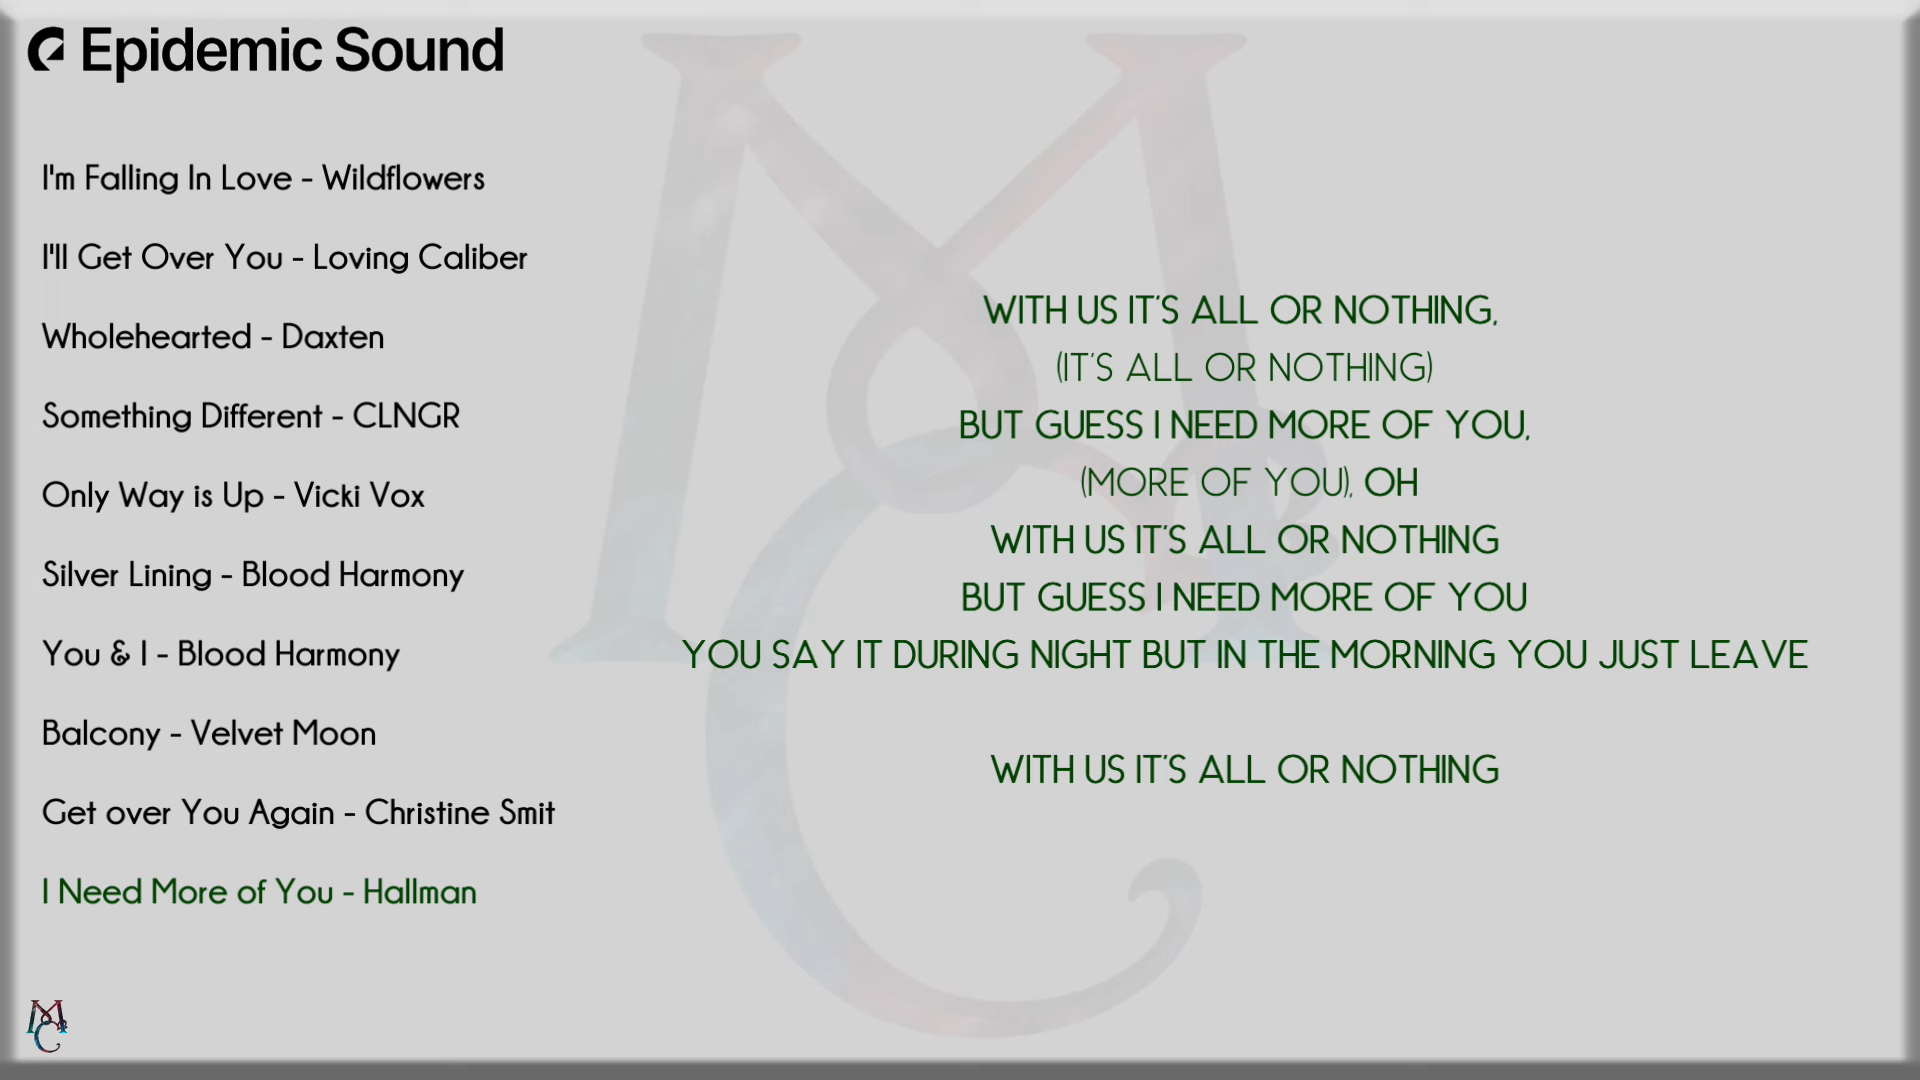 Epidemic Sound
I'm Falling In Love - Wildflowers
I'll Get Over You - Loving Caliber
Wholehearted - Daxten
Something Different - CLNGR
Only Way is Up - Vicki Vox
Silver Lining - Blood Harmony
You & I - Blood Harmony
Balcony - Velvet Moon
Get over You Again - Christine Smit
I Need More of You - Hallman
WITH US IT'S ALL OR NOTHING,
(IT'S ALL OR NOTHING)
BUT GUESS I NEED MORE OF YOU,
(MORE OF YOU), OH
WITH US IT'S ALL OR NOTHING
BUT GUESS I NEED MORE OF YOU
YOU SAY IT DURING NIGHT BUT IN THE MORNING YOU JUST LEAVE
WITH US IT'S ALL OR NOTHING
MC